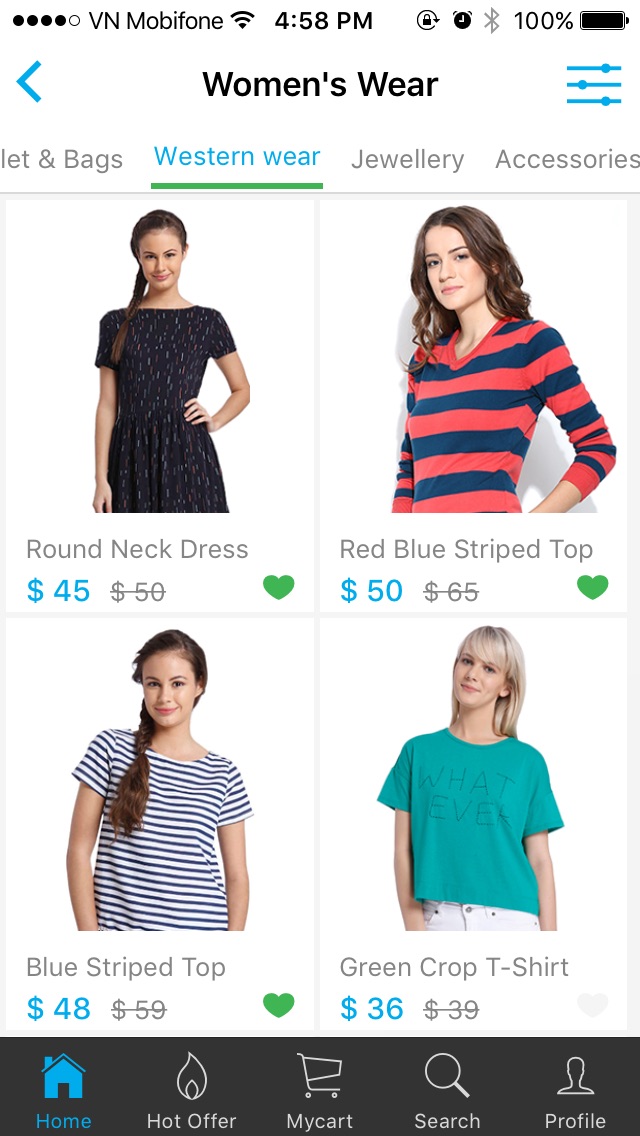 VN Mobifone 4:58 PM 100%
Women's Wear
let & Bags Western wear Jewellery Accessories
Round Neck Dress
$ 45 $ 50
Red Blue Striped Top
$ 50 $ 65
WHAT
EVER
Blue Striped Top
$ 48 $ 59
Green Crop T-Shirt
$ 36 $ 39
Home Hot Offer Mycart Search Profile